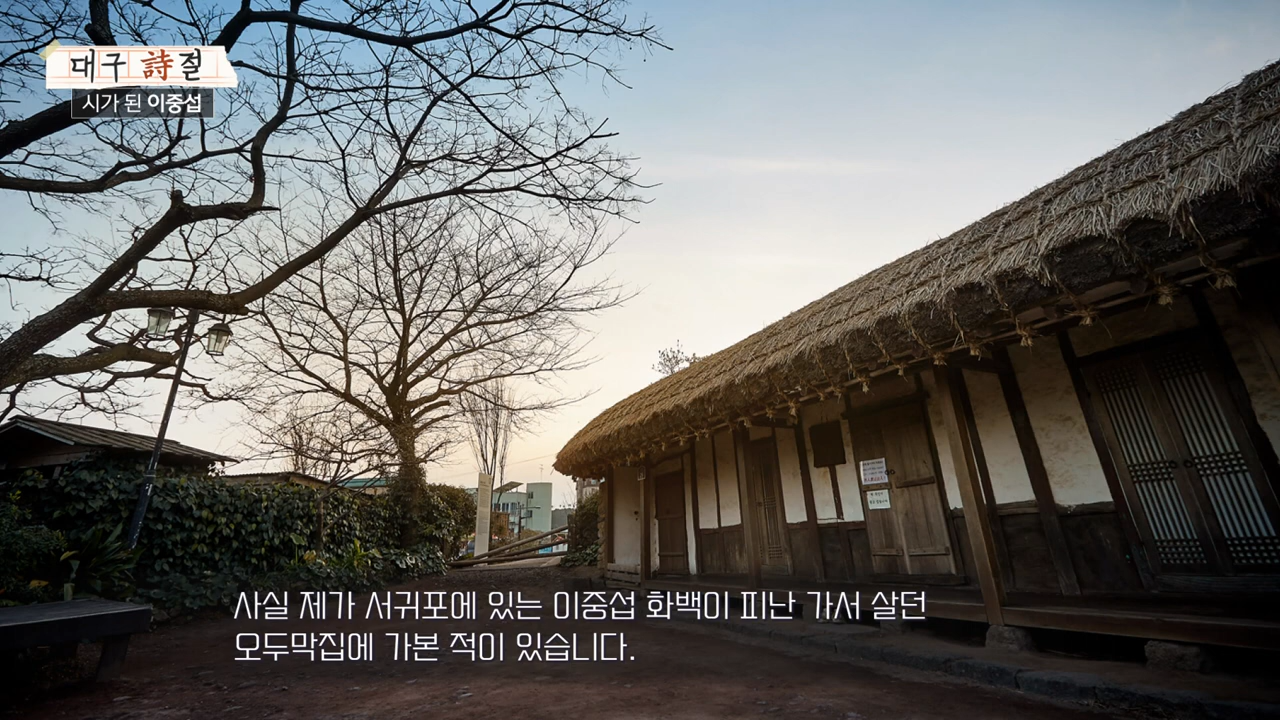 대구 詩절
시가 된 이중섭
사실 제가 서귀포에 있는 이중섭 화백이 피난 가서 살던
오두막집에 가본 적이 있습니다.